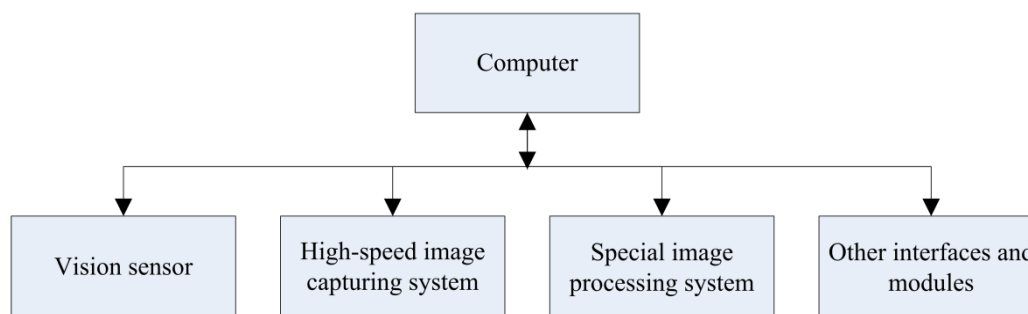 Computer
Vision sensor
High-speed image
capturing system
Special image
processing system
Other interfaces and
modules